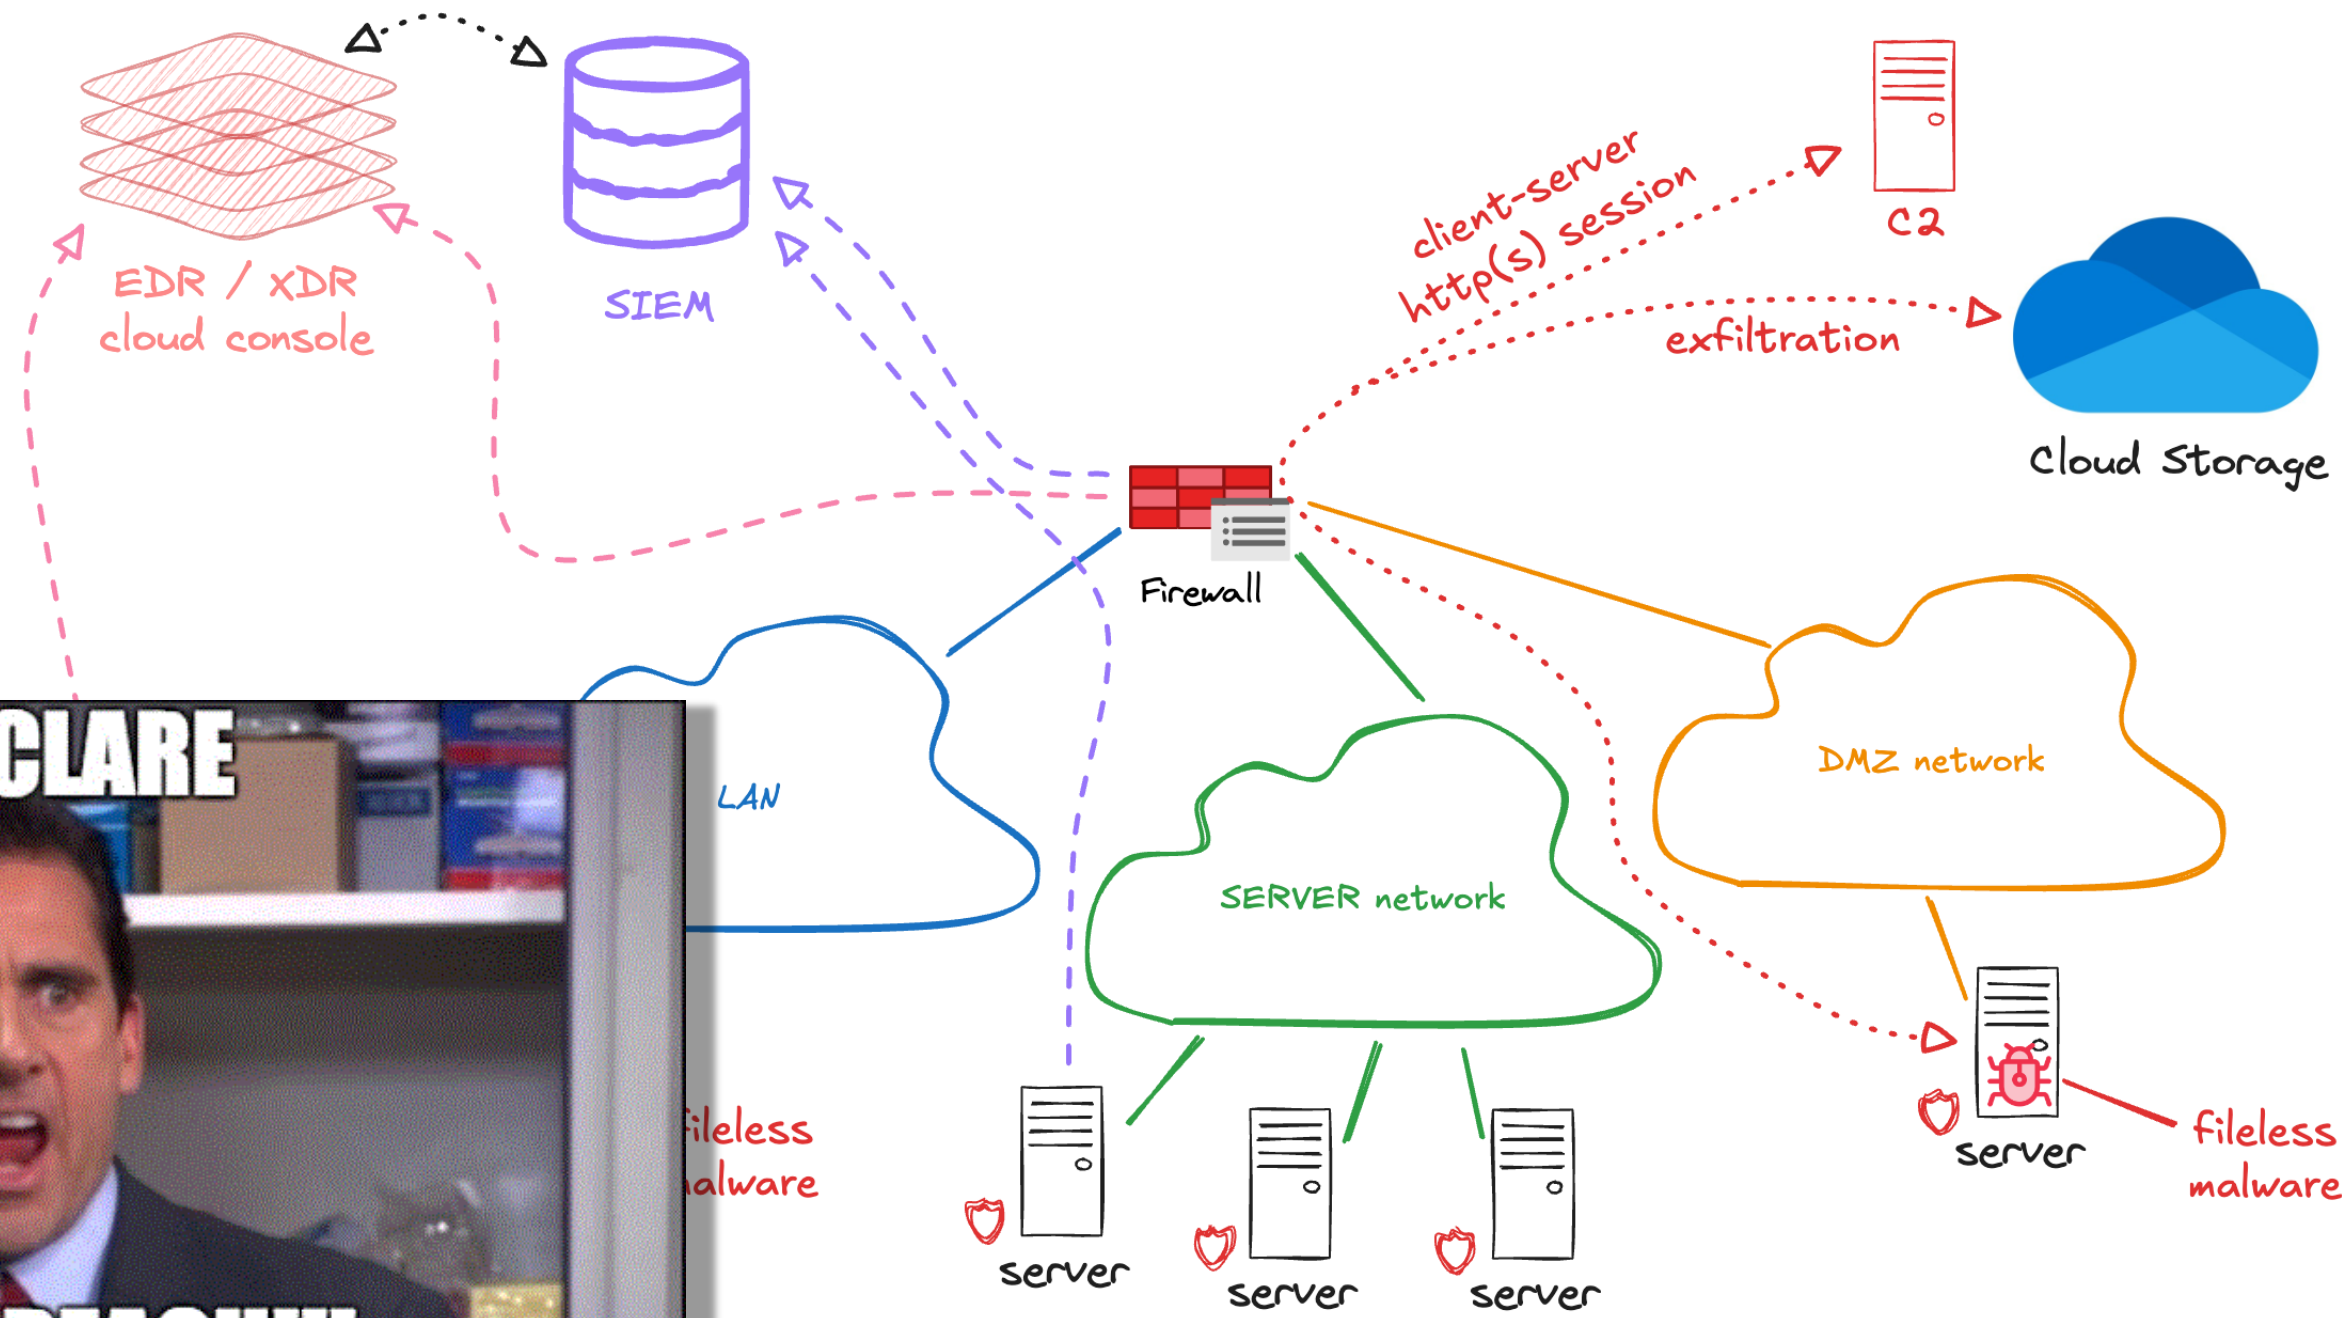 client-server
http(s) session
C2
EDR / XDR
cloud console
SIEM
exfiltration
Cloud Storage
Firewall
CLARE
LAN
DMZ network
SERVER network
fileless
malware
server
ileless
alware
server
server
server